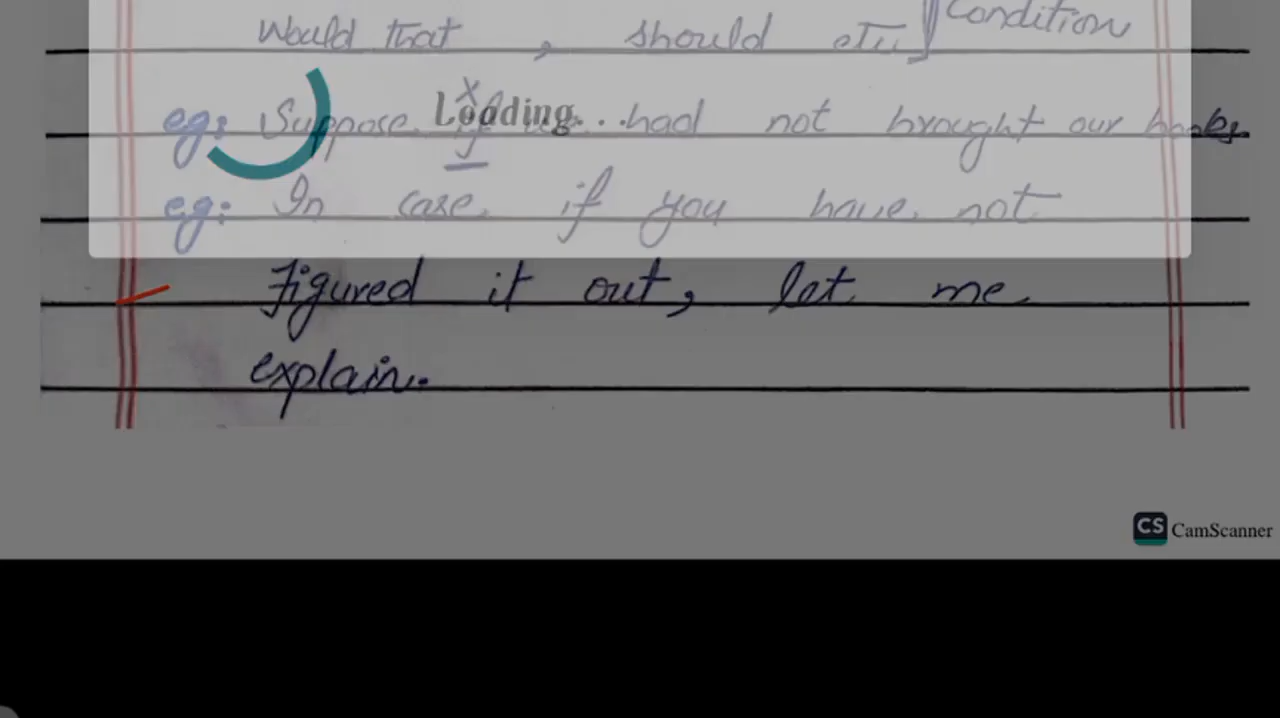 Would that , should etc Condition
Loading...
eg: Suppose if had not brought our books
x
eg: In case if you have not
figured it out, let me
explain.
CS CamScanner